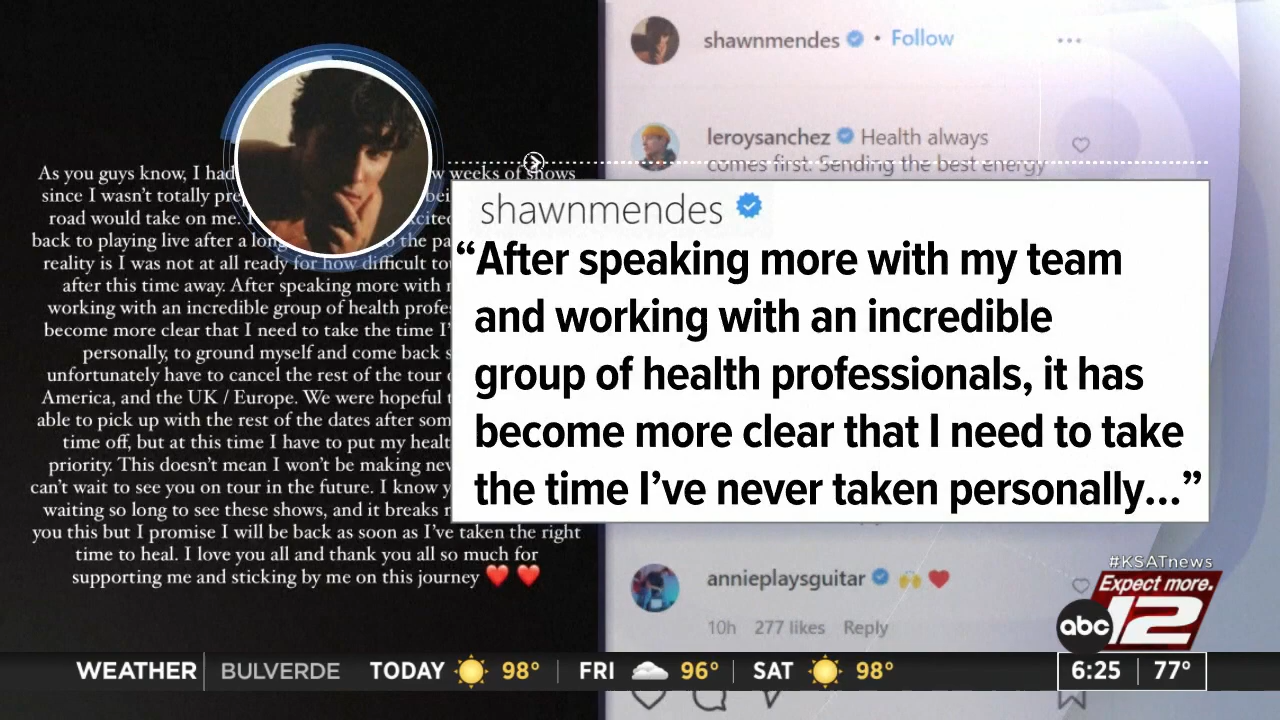 shawnmendes • Follow
leroysanchez Health always
comes first. Sending the best energy
As you guys know, I had
w weeks of shows
since I wasn't totally
road would take on me.
back to playing live after a long
to the
reality is I was not at all ready for how difficult
after this time away. After speaking more with
working with an incredible group of health
become more clear that I need to take the time
personally, to ground myself and come back
unfortunately have to cancel the rest of the tour
America, and the UK / Europe. We were hopeful
able to pick up with the rest of the dates after
time off, but at this time I have to put my
priority. This doesn't mean I won't be making
can't wait to see you on tour in the future. I know
waiting so long to see these shows, and it breaks
you this but I promise I will be back as soon as I've taken the right
time to heal. I love you all and thank you all so much for
supporting me and sticking by me on this journey ❤️ ❤️
shawnmendes
“After speaking more with my team
and working with an incredible
group of health professionals, it has
become more clear that I need to take
the time I’ve never taken personally...”
annieplaysguitar 🙌 ❤️
10h 277 likes Reply
#KSATnews
Expect more.
abc 12
WEATHER BULVERDE TODAY 98° FRI 96° SAT 98°
6:25 77°